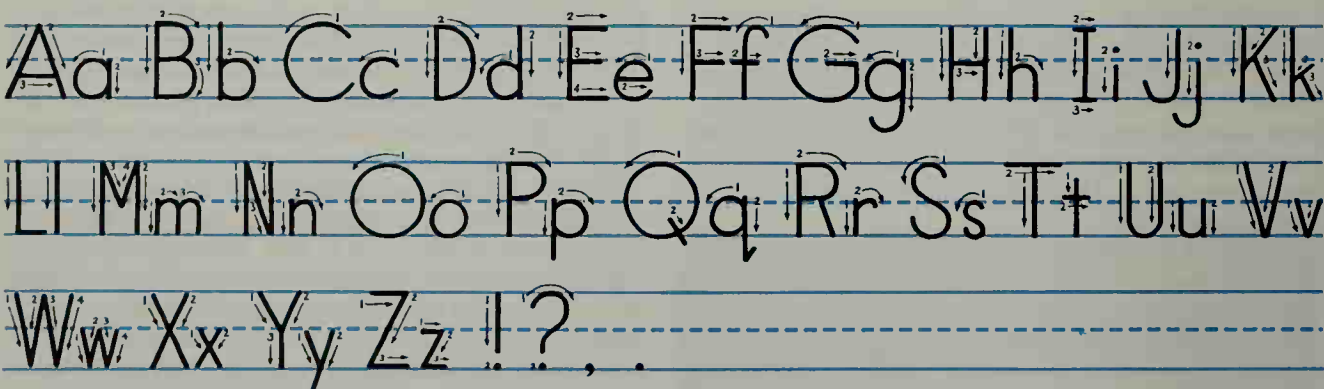 Aa Bb Cc Dd Ee Ff Gg Hh Ii Jj Kk
Ll Mm Nn Oo Pp Qq Rr Ss Tt Uu Vv
Ww Xx Yy Zz !?, .